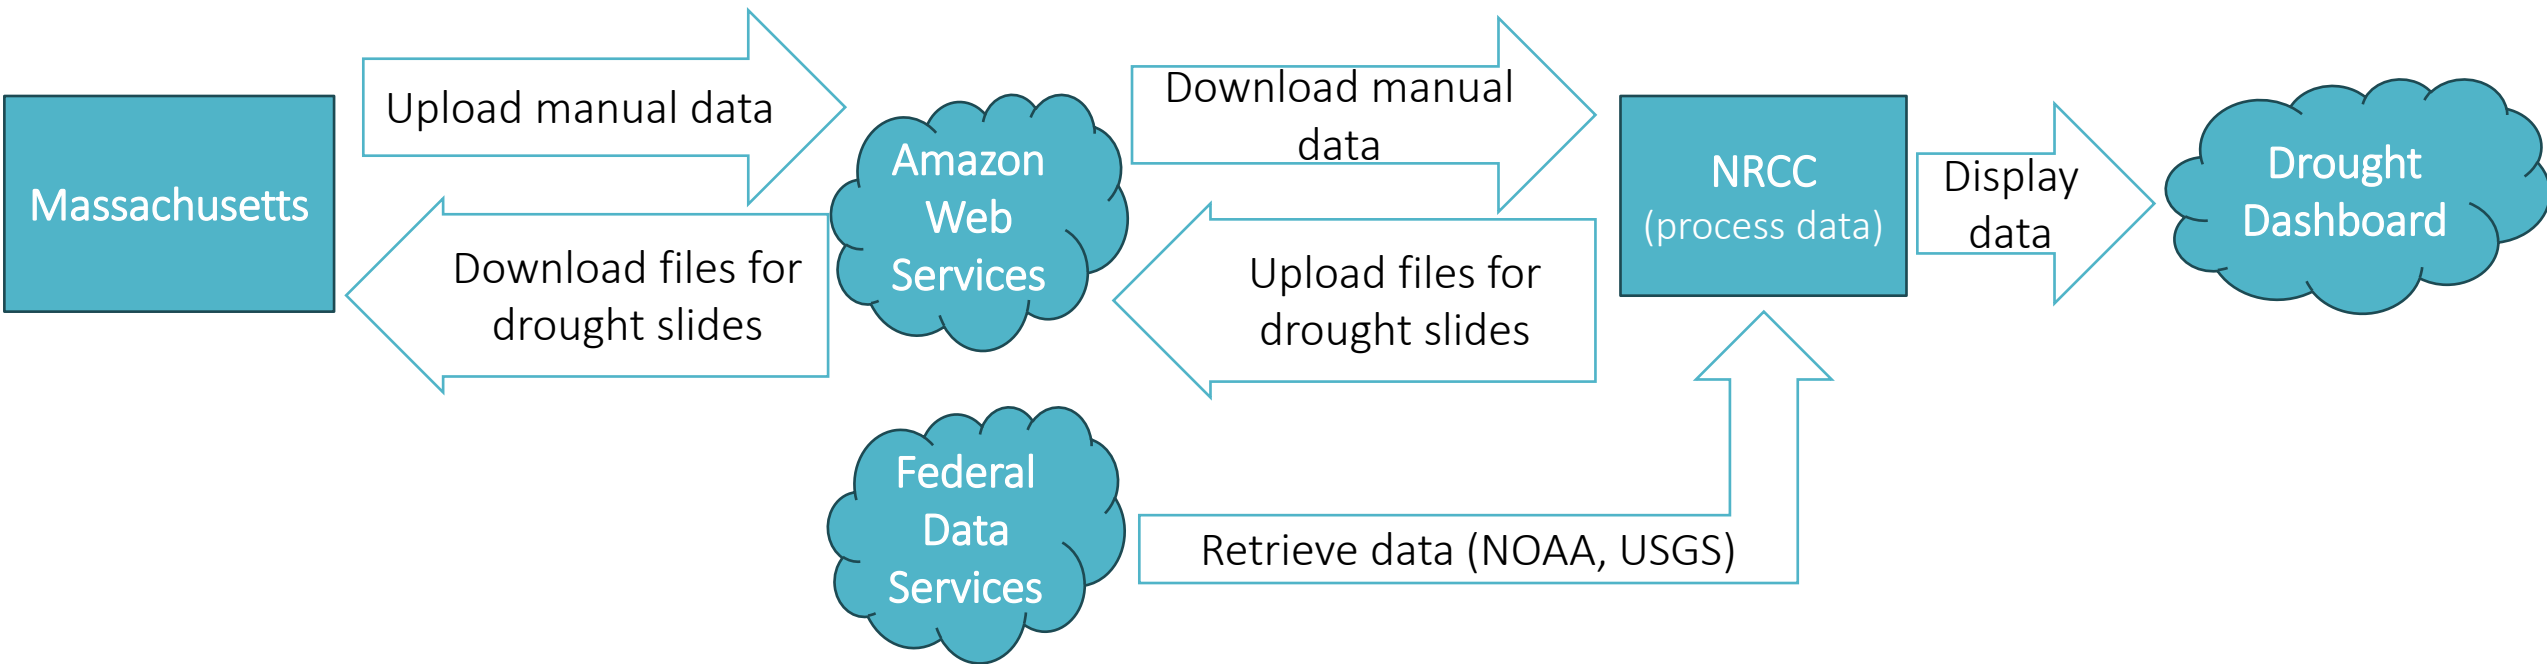 Massachusetts
Upload manual data
Download files for
drought slides
Amazon
Web
Services
Download manual
data
Upload files for
drought slides
NRCC
(process data)
Display
data
Drought
Dashboard
Federal
Data
Services
Retrieve data (NOAA, USGS)